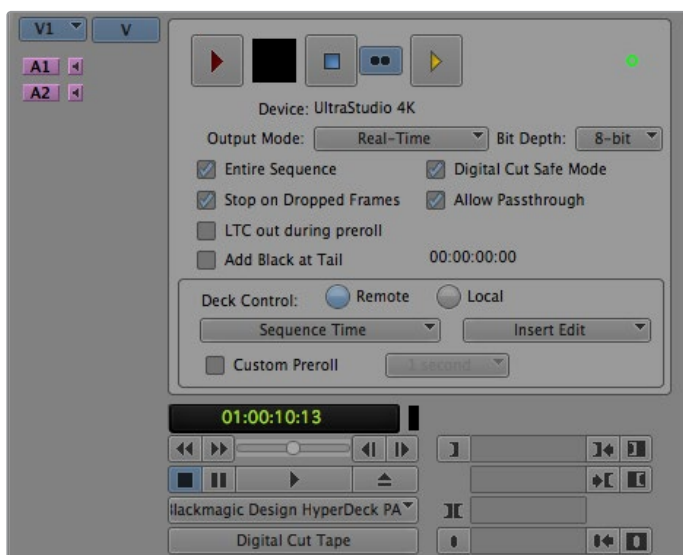 V1 V
A1
A2
Device: UltraStudio 4K
Output Mode: Real-Time Bit Depth: 8-bit
Entire Sequence Digital Cut Safe Mode
Stop on Dropped Frames Allow Passthrough
LTC out during preroll
Add Black at Tail 00:00:00:00
Deck Control: Remote Local
Sequence Time Insert Edit
Custom Preroll 1 second
01:00:10:13
lackmagic Design HyperDeck PA
Digital Cut Tape